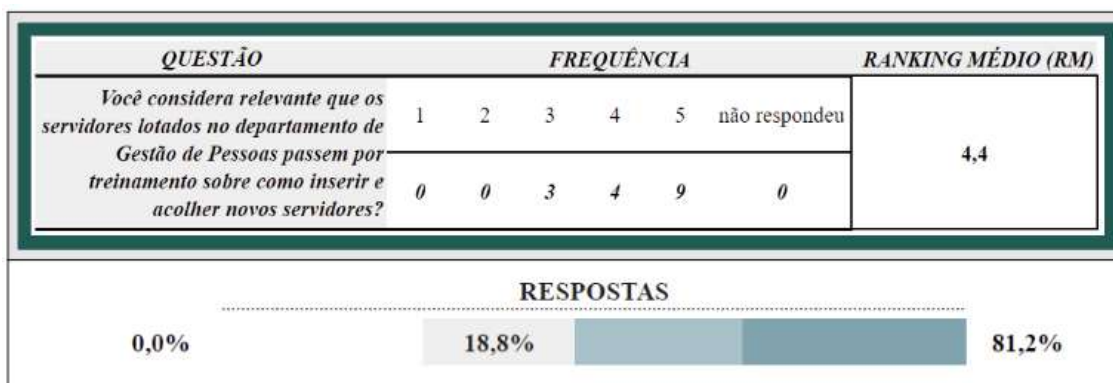 QUESTÃO FREQUÊNCIA RANKING MÉDIO (RM)
Você considera relevante que os
servidores lotados no departamento de
Gestão de Pessoas passem por
treinamento sobre como inserir e
acolher novos servidores?
1 2 3 4 5 não respondeu
0 0 3 4 9 0
4,4
RESPOSTAS
0,0% 18,8% 81,2%